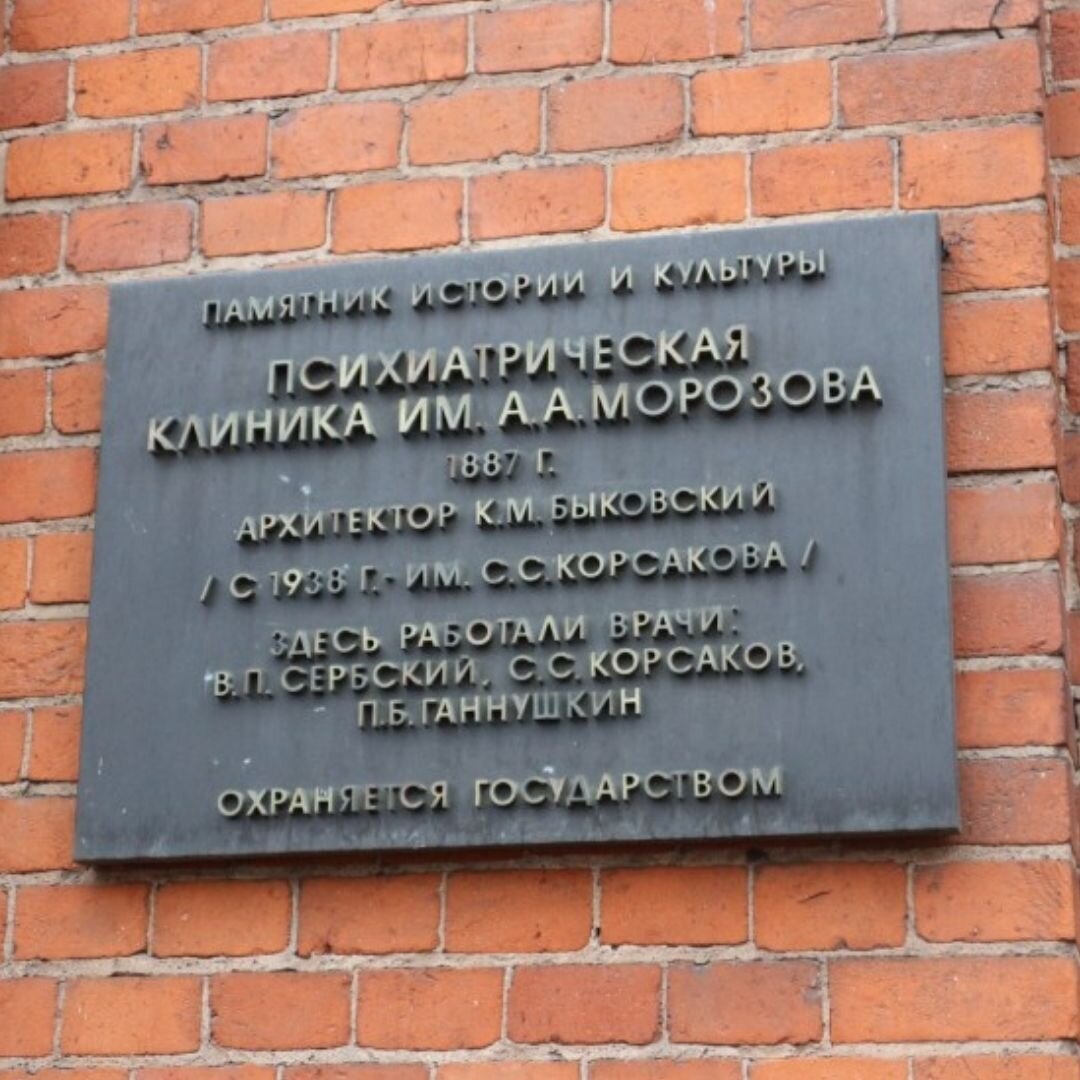 ПАМЯТНИК ИСТОРИИ И КУЛЬТУРЫ
ПСИХИАТРИЧЕСКАЯ
КЛИНИКА ИМ. А.А. МОРОЗОВА
1887 Г.
АРХИТЕКТОР К.М. БЫКОВСКИЙ
/ С 1938 Г.- ИМ. С.С. КОРСАКОВА /
ЗДЕСЬ РАБОТАЛИ ВРАЧИ:
В.П. СЕРБСКИЙ, С.С. КОРСАКОВ,
П.Б. ГАННУШКИН
ОХРАНЯЕТСЯ ГОСУДАРСТВОМ